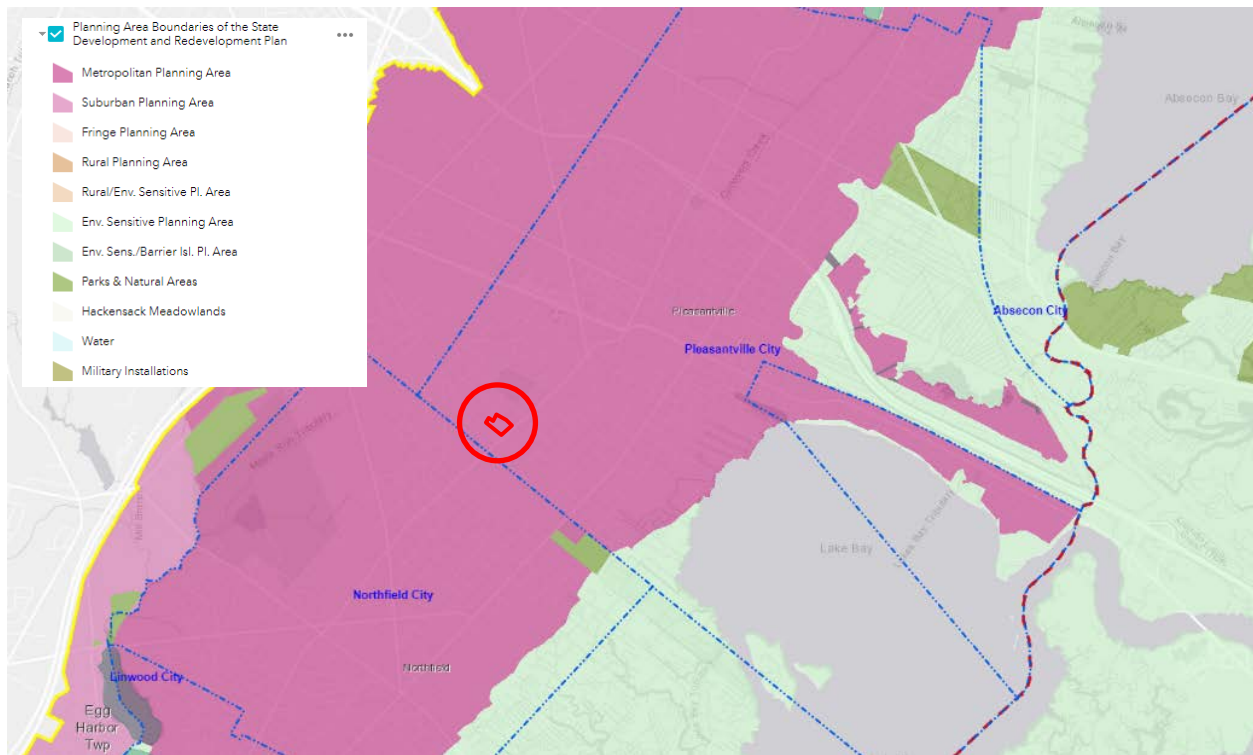 Planning Area Boundaries of the State
Development and Redevelopment Plan
Metropolitan Planning Area
Suburban Planning Area
Fringe Planning Area
Rural Planning Area
Rural/Env. Sensitive Pl. Area
Env. Sensitive Planning Area
Env. Sens./Barrier Isl. Pl. Area
Parks & Natural Areas
Hackensack Meadowlands
Water
Military Installations
Absecon Bay
Absecon City
Pleasantville
Pleasantville City
Lake Bay
Northfield City
Northfield
Linwood City
Egg
Harbor
Twp